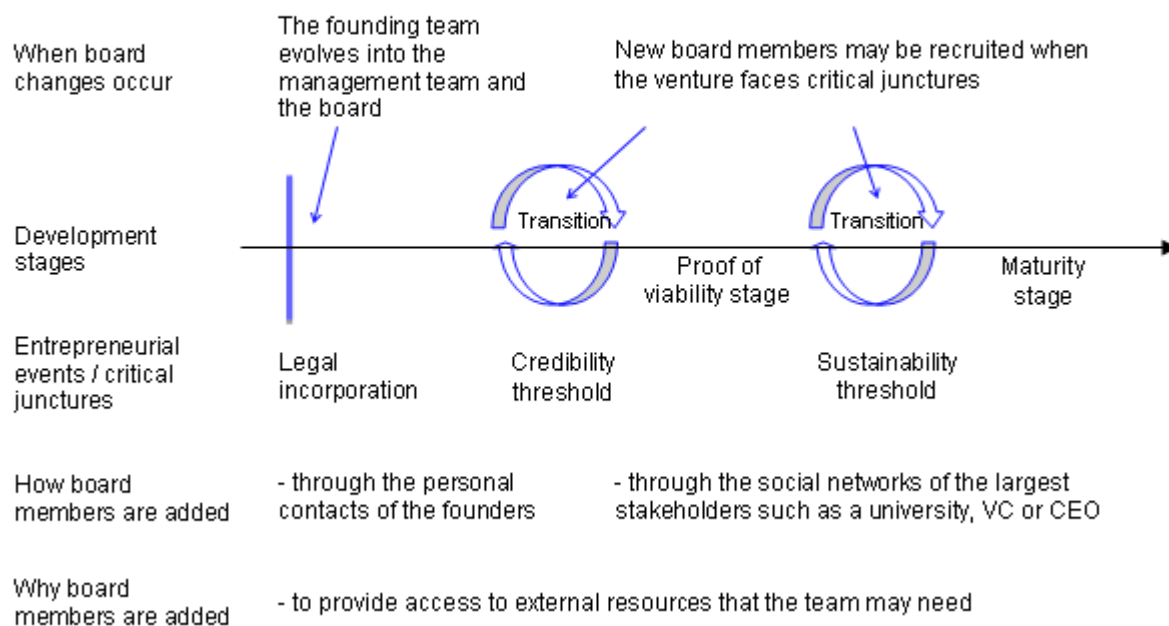 When board
changes occur
The founding team
evolves into the
management team and
the board
New board members may be recruited when
the venture faces critical junctures
Development
stages
Transition
Transition
Proof of
viability stage
Maturity
stage
Entrepreneurial
events / critical
junctures
Legal
incorporation
Credibility
threshold
Sustainability
threshold
How board
members are added
- through the personal
contacts of the founders
- through the social networks of the largest
stakeholders such as a university, VC or CEO
Why board
members are added
- to provide access to external resources that the team may need